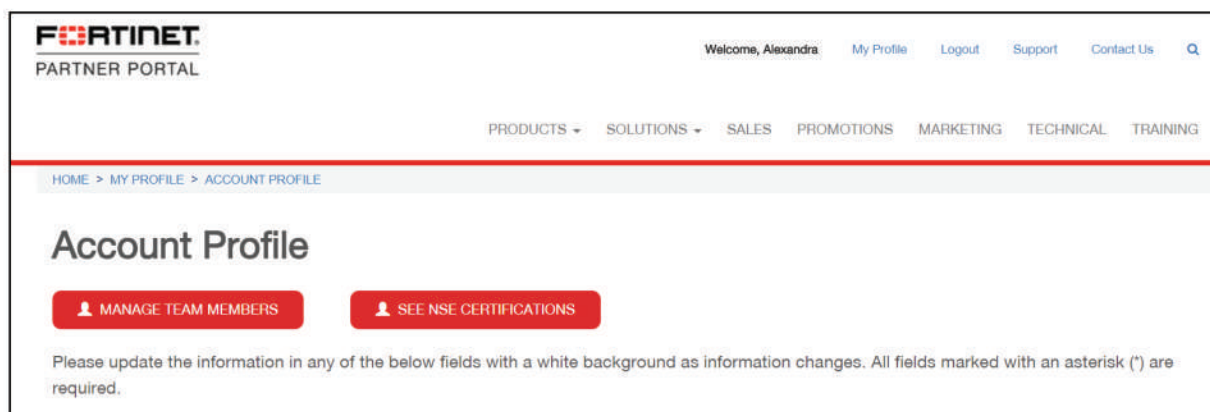 FORTINET.
PARTNER PORTAL
Welcome, Alexandra My Profile Logout Support Contact Us
PRODUCTS SOLUTIONS SALES PROMOTIONS MARKETING TECHNICAL TRAINING
HOME > MY PROFILE > ACCOUNT PROFILE
Account Profile
MANAGE TEAM MEMBERS SEE NSE CERTIFICATIONS
Please update the information in any of the below fields with a white background as information changes. All fields marked with an asterisk (*) are
required.